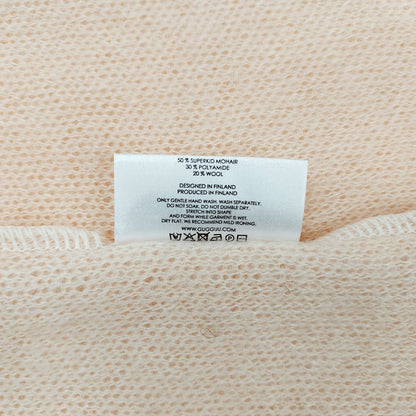 50 % SUPERKID MOHAIR
30 % POLYAMIDE
20 % WOOL
DESIGNED IN FINLAND
PRODUCED IN FINLAND
ONLY GENTLE HAND WASH. WASH SEPARATELY.
DO NOT SOAK. DO NOT TUMBLE DRY.
STRETCH INTO SHAPE
AND FORM WHILE GARMENT IS WET.
DRY FLAT. WE RECOMMEND MILD IRONING.
WWW.GUGGUU.COM